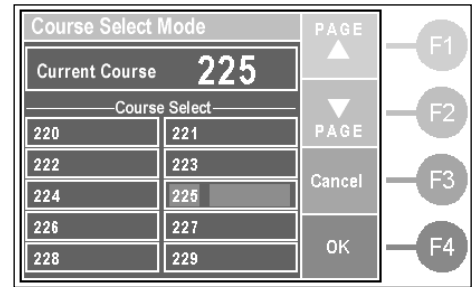 Course Select Mode
Current Course 225
Course Select
220 221
222 223
224 225
226 227
228 229
PAGE
PAGE
Cancel
OK
F1
F2
F3
F4